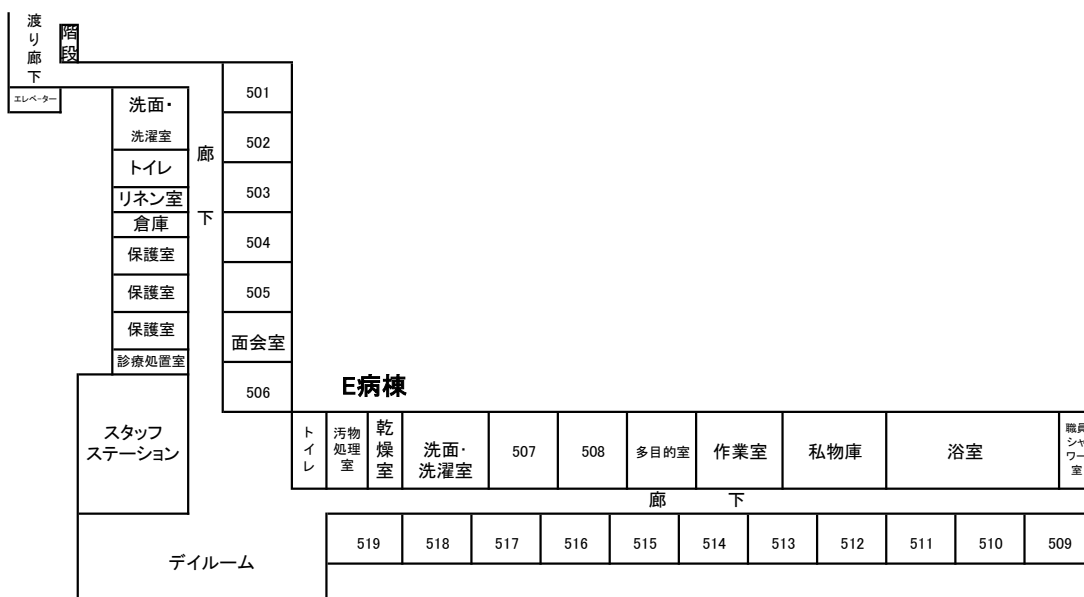 渡り廊下
階段
エレベーター
洗面・
洗濯室
トイレ
リネン室
倉庫
保護室
保護室
保護室
診療処置室
スタッフ
ステーション
廊下
501
502
503
504
505
面会室
506
E病棟
トイレ
汚物
処理
室
乾燥室
洗面・
洗濯室
507
508
多目的室
作業室
私物庫
浴室
職員
シャ
ワー
室
廊下
519
518
517
516
515
514
513
512
511
510
509
デイルーム